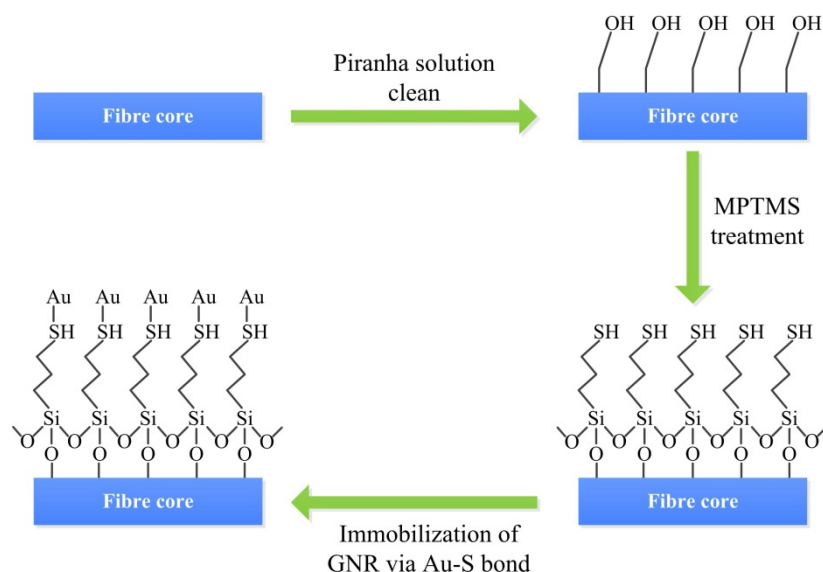 OH OH OH OH OH
Piranha solution
clean
Fibre core
Fibre core
MPTMS
treatment
Au Au Au Au Au
SH SH SH SH SH
SH SH SH SH SH
Si Si Si Si Si
O O O O O O
O O O O O
Si Si Si Si Si
O O O O O O
O O O O O
Fibre core
Fibre core
Immobilization of
GNR via Au-S bond